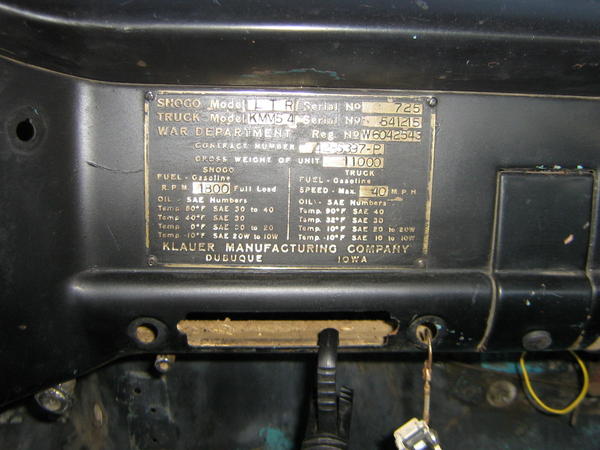 SNOGO Model L T R Serial No 725
TRUCK Model Serial No 541215
WAR DEPARTMENT Reg. No W6042543
CONTRACT NUMBER
GROSS WEIGHT OF UNIT 11000
SNOGO TRUCK
FUEL - Gasoline FUEL - Gasoline
R.P.M. 1800 Full Load SPEED - Max. 40 M.P.H
OIL - SAE Numbers OIL - SAE Numbers
Temp. 90°F SAE 30 to 40 Temp. 90°F SAE 40
Temp. 40°F SAE 30 Temp. 32°F SAE 30
Temp. 0°F SAE 20 to 20 Temp. 10°F SAE 20 to 20W
Temp. -10°F SAE 20W to 10W Temp. -10°F SAE 10 to 10W
KLAUER MANUFACTURING COMPANY
DUBUQUE IOWA